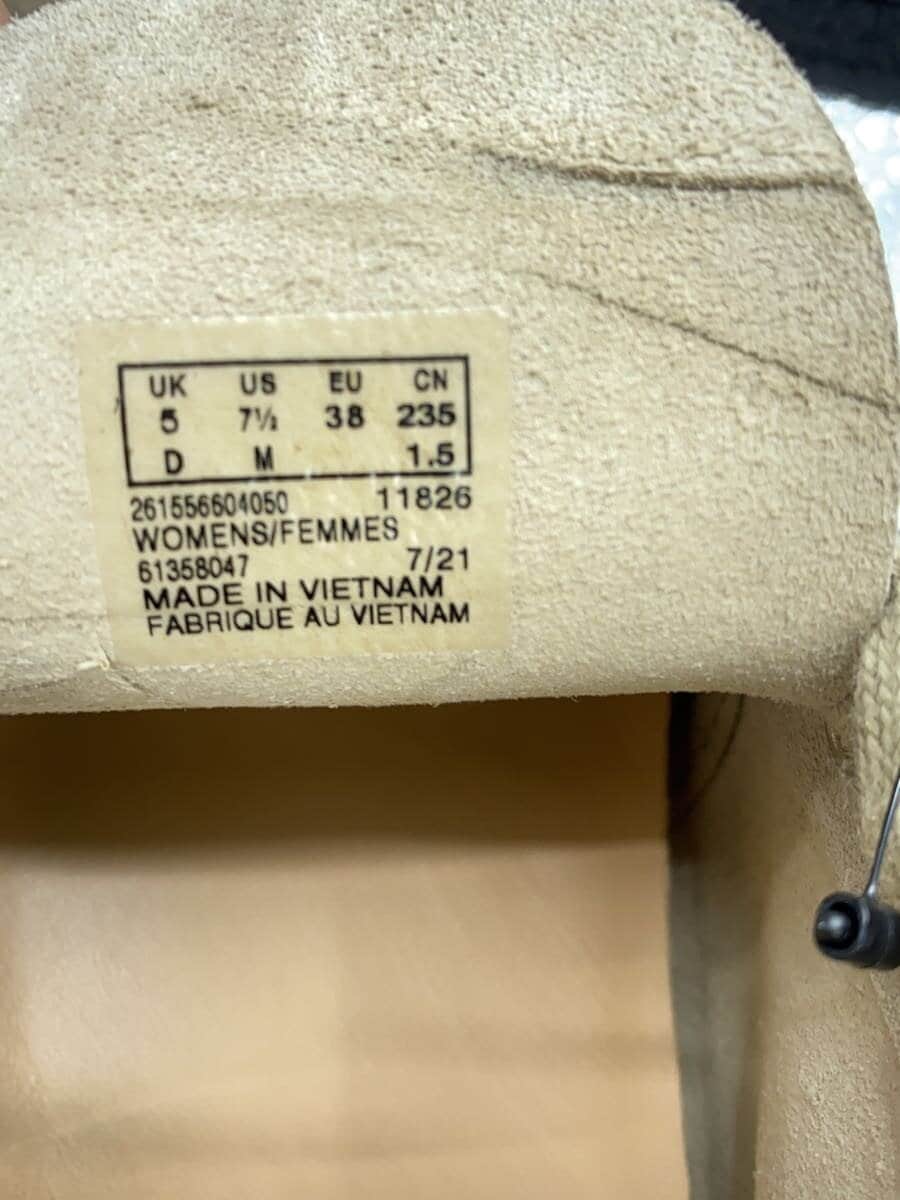 UK US EU CN
5 7½ 38 235
D M 1.5
261556604050 11826
WOMENS/FEMMES
61358047 7/21
MADE IN VIETNAM
FABRIQUE AU VIETNAM